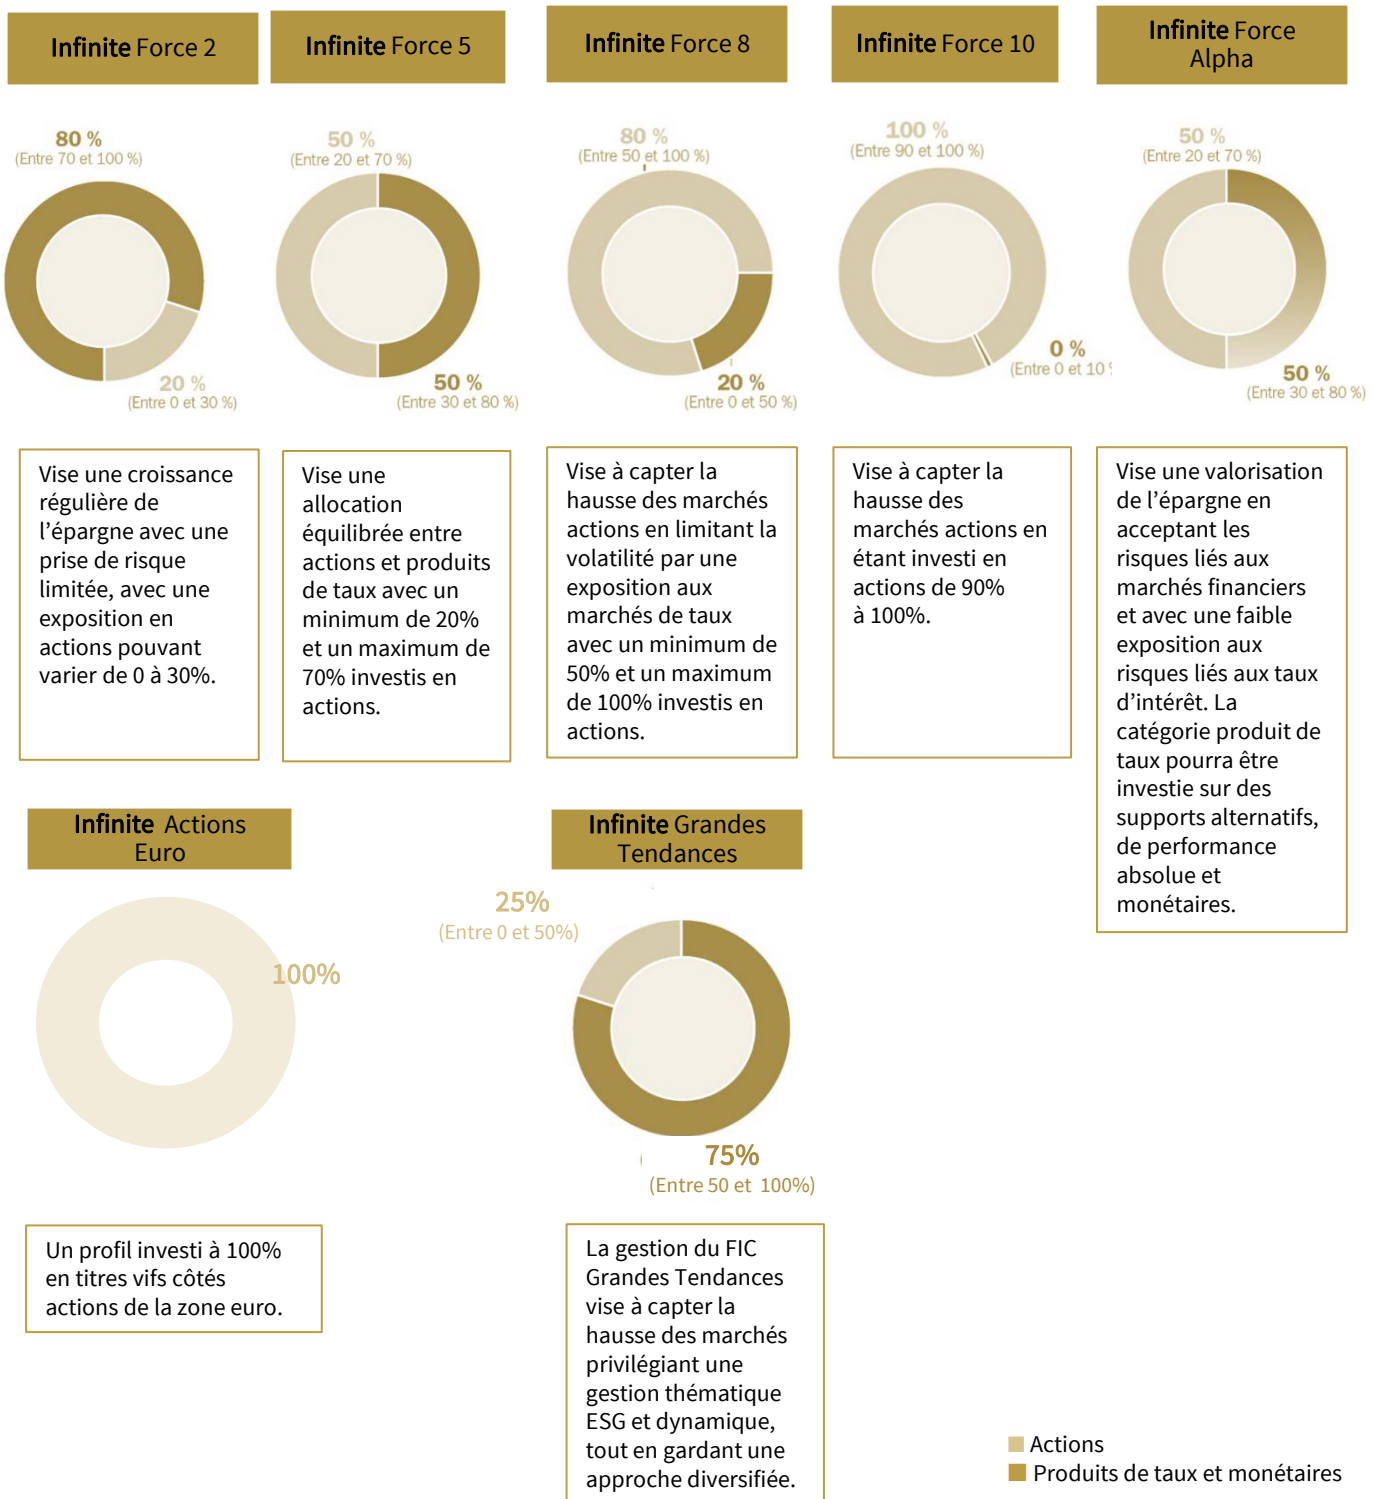 Infinite Force 2
80 %
(Entre 70 et 100 %)
20 %
(Entre 0 et 30 %)
Vise une croissance
régulière de
l’épargne avec une
prise de risque
limitée, avec une
exposition en
actions pouvant
varier de 0 à 30%.
Infinite Force 5
50 %
(Entre 20 et 70 %)
50 %
(Entre 30 et 80 %)
Vise une
allocation
équilibrée entre
actions et produits
de taux avec un
minimum de 20%
et un maximum de
70% investis en
actions.
Infinite Force 8
80 %
(Entre 50 et 100 %)
20 %
(Entre 0 et 50 %)
Vise à capter la
hausse des marchés
actions en limitant la
volatilité par une
exposition aux
marchés de taux
avec un minimum de
50% et un maximum
de 100% investis en
actions.
Infinite Force 10
100 %
(Entre 90 et 100 %)
0 %
(Entre 0 et 10
Vise à capter la
hausse des
marchés actions en
étant investi en
actions de 90%
à 100%.
Infinite Force
Alpha
50 %
(Entre 20 et 70 %)
50 %
(Entre 30 et 80 %)
Vise une valorisation
de l’épargne en
acceptant les
risques liés aux
marchés financiers
et avec une faible
exposition aux
risques liés aux taux
d’intérêt. La
catégorie produit de
taux pourra être
investie sur des
supports alternatifs,
de performance
absolue et
monétaires.
Infinite Actions
Euro
100%
Un profil investi à 100%
en titres vifs côtés
actions de la zone euro.
Infinite Grandes
Tendances
25%
(Entre 0 et 50%)
75%
(Entre 50 et 100%)
La gestion du FIC
Grandes Tendances
vise à capter la
hausse des marchés
privilégiant une
gestion thématique
ESG et dynamique,
tout en gardant une
approche diversifiée.
Actions
Produits de taux et monétaires